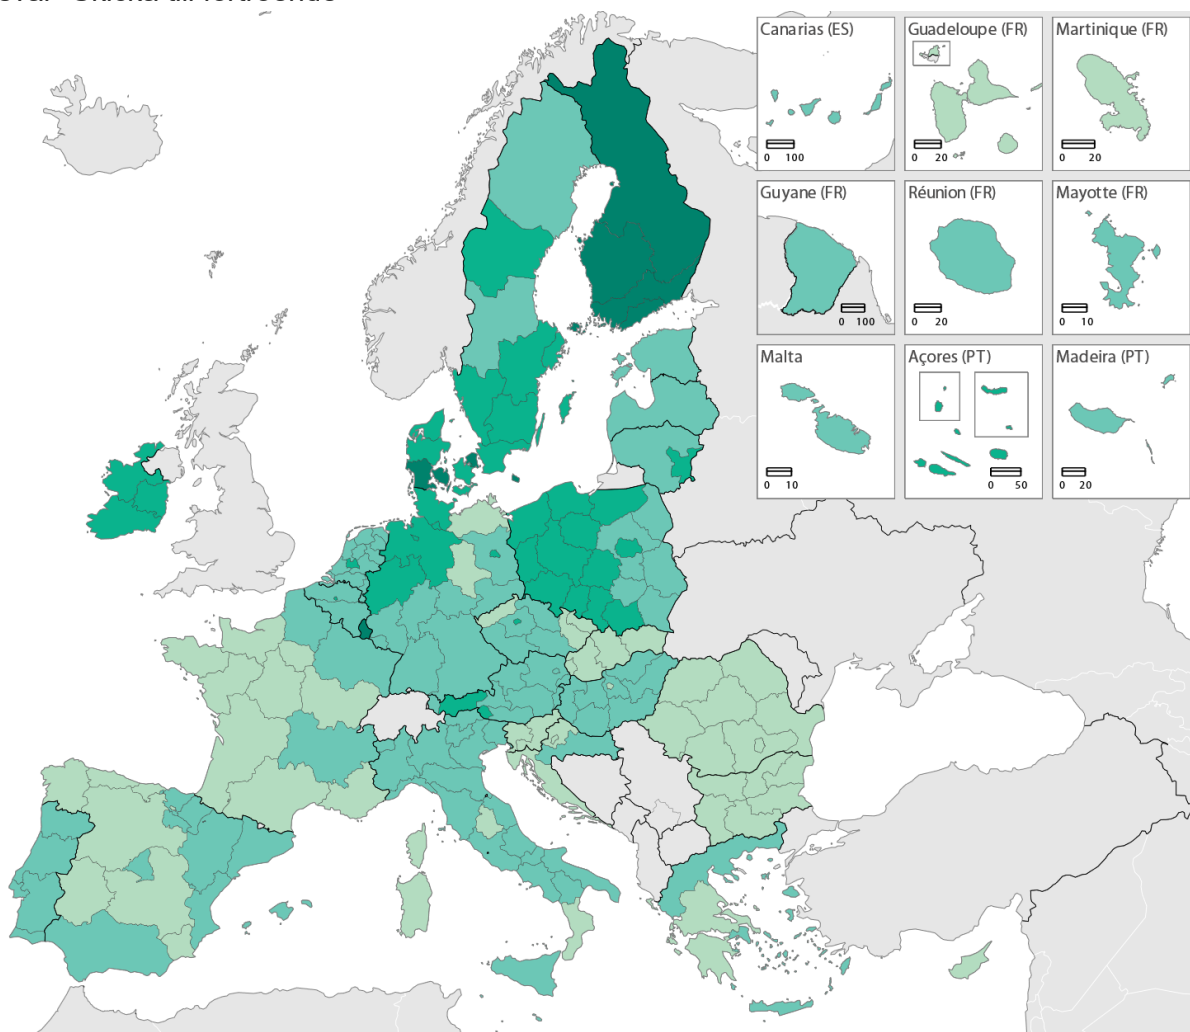 Canarias (ES)
0 100
Guadeloupe (FR)
0 20
Martinique (FR)
0 20
Guyane (FR)
0 100
Réunion (FR)
0 20
Mayotte (FR)
0 10
Malta
0 10
Açores (PT)
0 50
Madeira (PT)
0 20